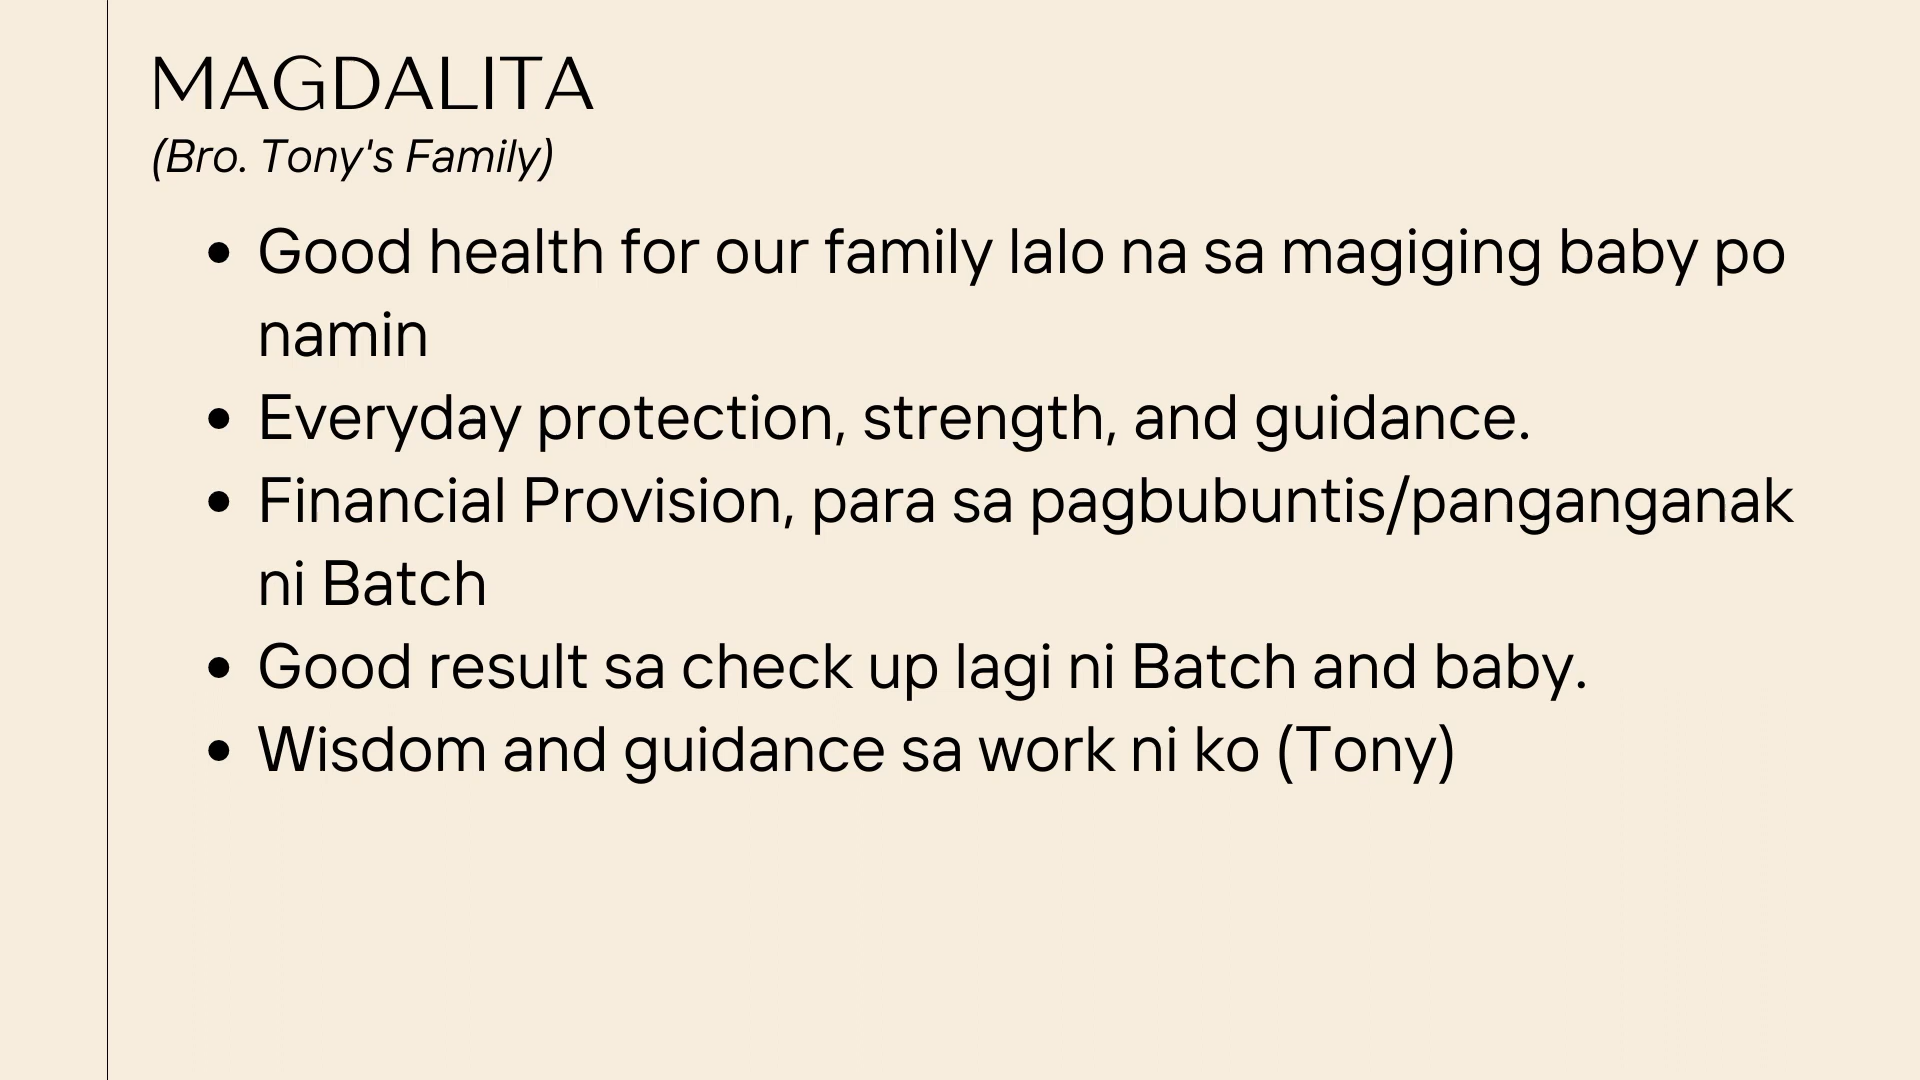 MAGDALITA
(Bro. Tony's Family)
• Good health for our family lalo na sa magiging baby po
namin
• Everyday protection, strength, and guidance.
• Financial Provision, para sa pagbubuntis/panganganak
ni Batch
• Good result sa check up lagi ni Batch and baby.
• Wisdom and guidance sa work ni ko (Tony)